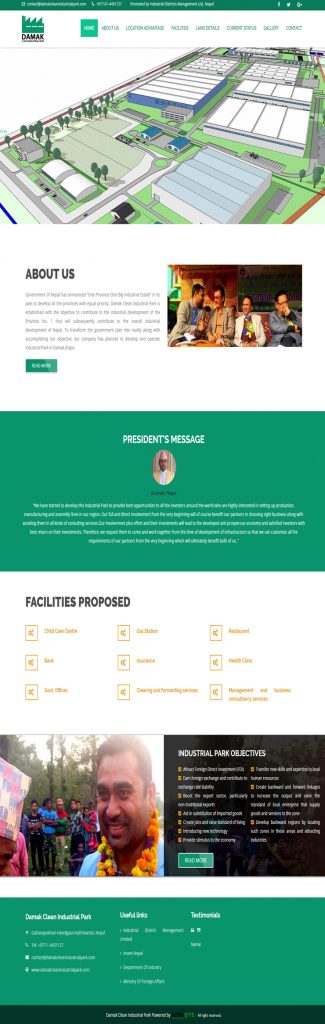 contact@damakcleanindustrialpark.com +977-01-4431137 Promoted by Industrial Districts Management Ltd., Nepal
DAMAK
HOME ABOUT US LOCATION ADVANTAGE FACILITIES LAND DETAILS CURRENT STATUS GALLERY CONTACT
ABOUT US
Government of Nepal has announced "One Province One Big Industrial Estate" in its
plan to develop all the provinces with equal priority. Damak Clean Industrial Park is
established with the objective to contribute to the industrial development of the
Province No. 1 that will subsequently contribute to the overall industrial
development of Nepal. To transform the government plan into reality along with
accomplishing our objective, our company has planned to develop and operate
Industrial Park in Damak, Jhapa.
READ MORE
PRESIDENT'S MESSAGE
Govinda Thapa
"We have started to develop this Industrial Park to provide best opportunities to all the investors around the world who are highly interested in setting up production,
manufacturing and assembly lines in our region. Our full and direct involvement from the very beginning will of course benefit our partners in choosing right business along with
assisting them in all kinds of consulting services. Our involvement plus effort and their investments will lead to the developed and prosperous economy and satisfied investors with
best return on their investments. Therefore, we request them to come and work together from the time of development of infrastructure so that we can customize all the
requirements of our partners from the very beginning which will ultimately benefit both of us. "
FACILITIES PROPOSED
Child Care Centre
Gas Station
Restaurant
Bank
Insurance
Health Clinic
Govt. Offices
Clearing and forwarding services
Management and business
consultancy services
INDUSTRIAL PARK OBJECTIVES
Attract Foreign Direct Investment (FDI)
Earn foreign exchange and contribute to
exchange rate stability
Boost the export sector, particularly
non-traditional exports
Aid in substitution of imported goods
Create jobs and raise standard of living
Introducing new technology
Provide stimulus to the economy
Transfer new skills and expertise to local
human resources
Create backward and forward linkages
to increase the output and raise the
standard of local enterprise that supply
goods and services to the zone
Develop backward regions by locating
such zones in these areas and attracting
industries
READ MORE
Damak Clean Industrial Park
Gahanapokhari-Handigaun Kathmandu, Nepal
Tel: +977-1-4431137
contact@damakcleanindustrialpark.com
www.damakcleanindustrialpark.com
Useful links
Industrial District Management
Limited
Invest Nepal
Department Of Industry
Ministry Of Foreign Affairs
Testimonials
Name:
Damak Clean Industrial Park Powered by All right reserved.